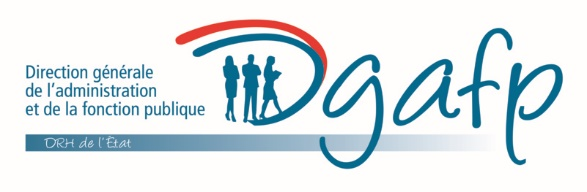 Direction générale
de l'administration
et de la fonction publique
Dgafp
DRH de l'État